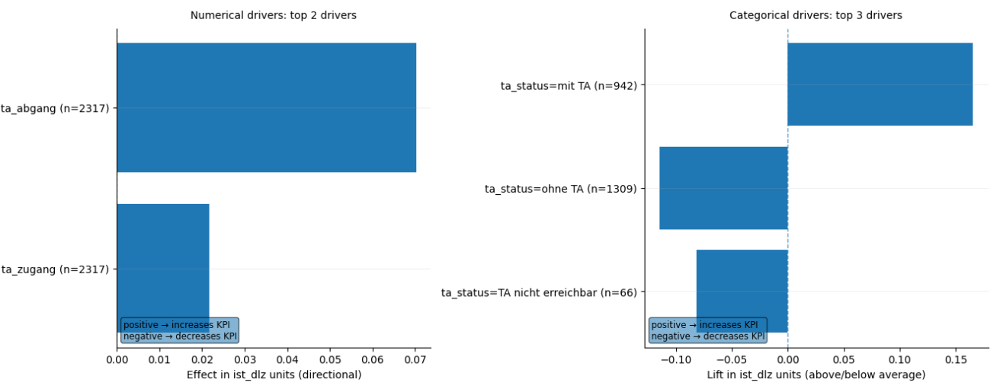 Numerical drivers: top 2 drivers
ta_abgang (n=2317)
ta_zugang (n=2317)
positive → increases KPI
negative → decreases KPI
0.00 0.01 0.02 0.03 0.04 0.05 0.06 0.07
Effect in ist_dlz units (directional)
Categorical drivers: top 3 drivers
ta_status=mit TA (n=942)
ta_status=ohne TA (n=1309)
ta_status=TA nicht erreichbar (n=66)
positive → increases KPI
negative → decreases KPI
−0.10 −0.05 0.00 0.05 0.10 0.15
Lift in ist_dlz units (above/below average)